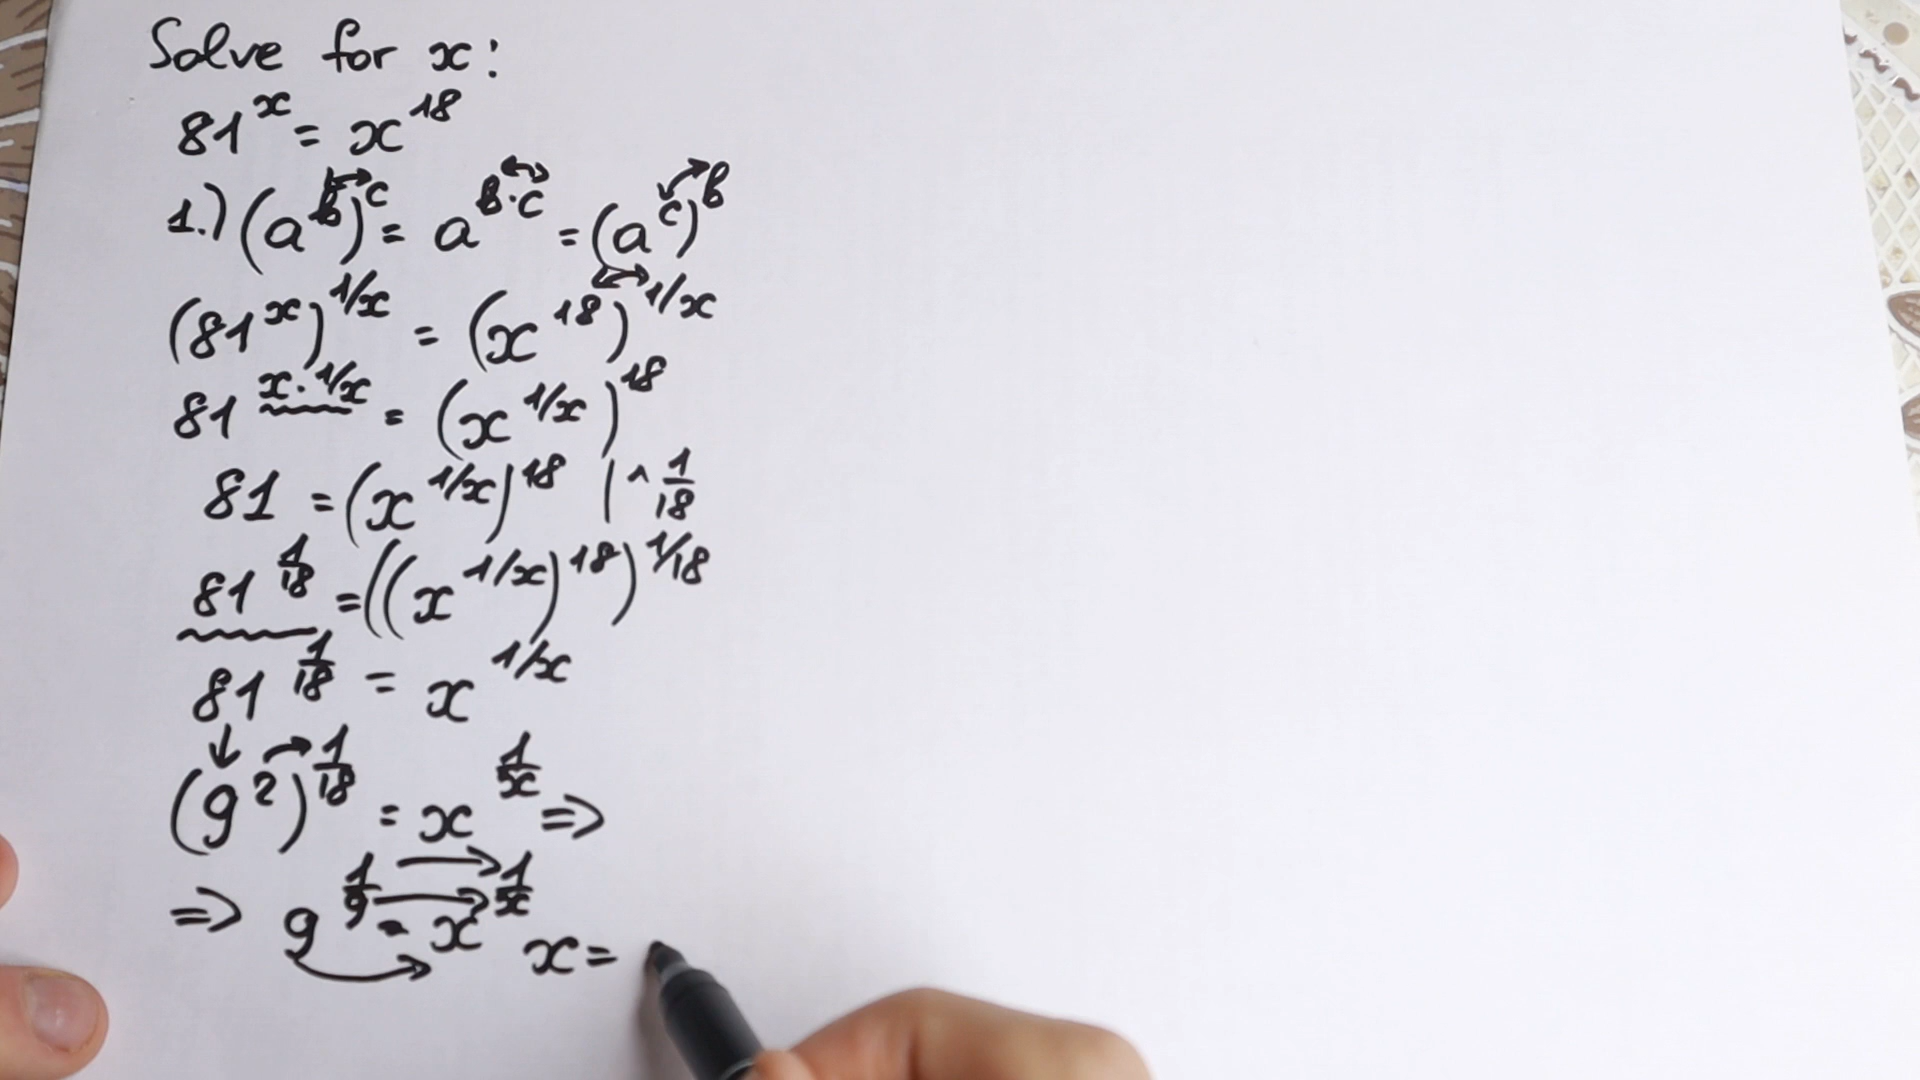 Solve for x:
81^x = x^18
1.) (a^b)^c = a^b·c = (a^c)^b
(81^x)^1/x = (x^18)^1/x
81^x·1/x = (x^1/x)^18
81 = (x^1/x)^18 | ^ 1/18
81^1/18 = ((x^1/x)^18)^1/18
81^1/18 = x^1/x
(9^2)^1/18 = x^1/x =>
=> 9^1/9 = x^1/x x =